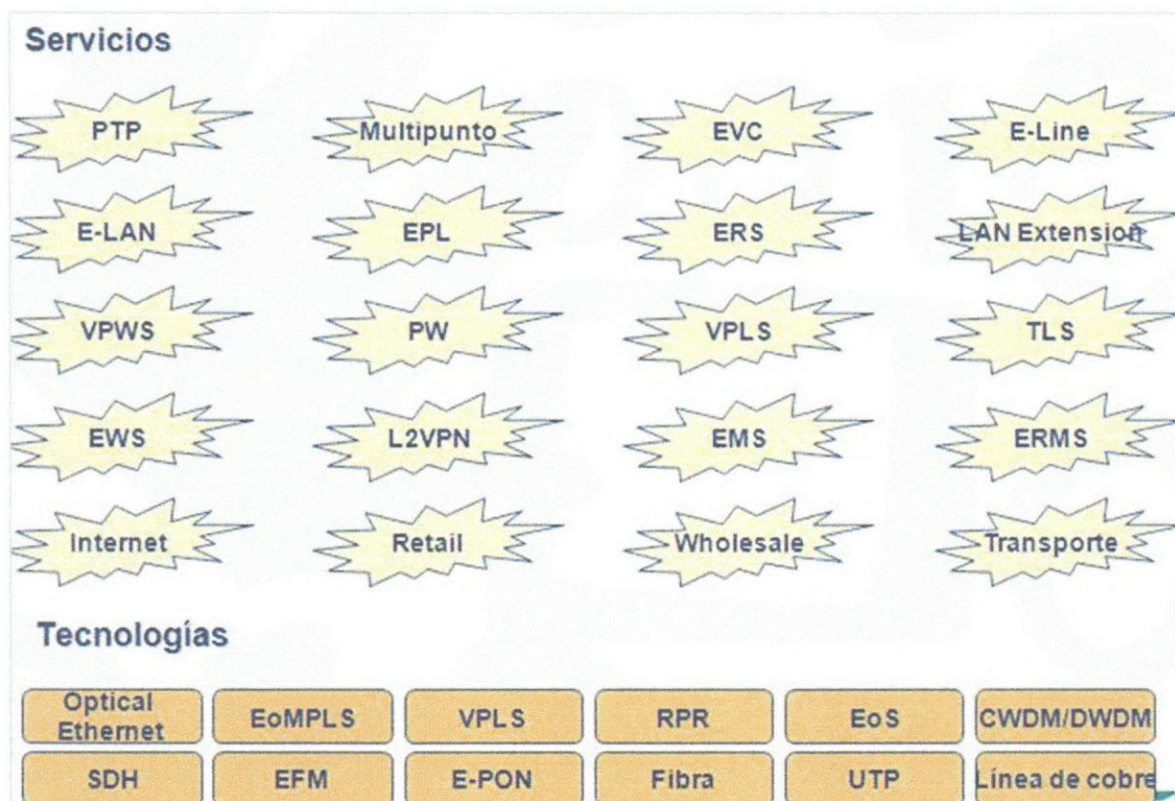 Servicios
PTP
Multipunto
EVC
E-Line
E-LAN
EPL
ERS
LAN Extension
VPWS
PW
VPLS
TLS
EWS
L2VPN
EMS
ERMS
Internet
Retail
Wholesale
Transporte
Tecnologías
Optical
Ethernet
EoMPLS
VPLS
RPR
EoS
CWDM/DWDM
SDH
EFM
E-PON
Fibra
UTP
Línea de cobre